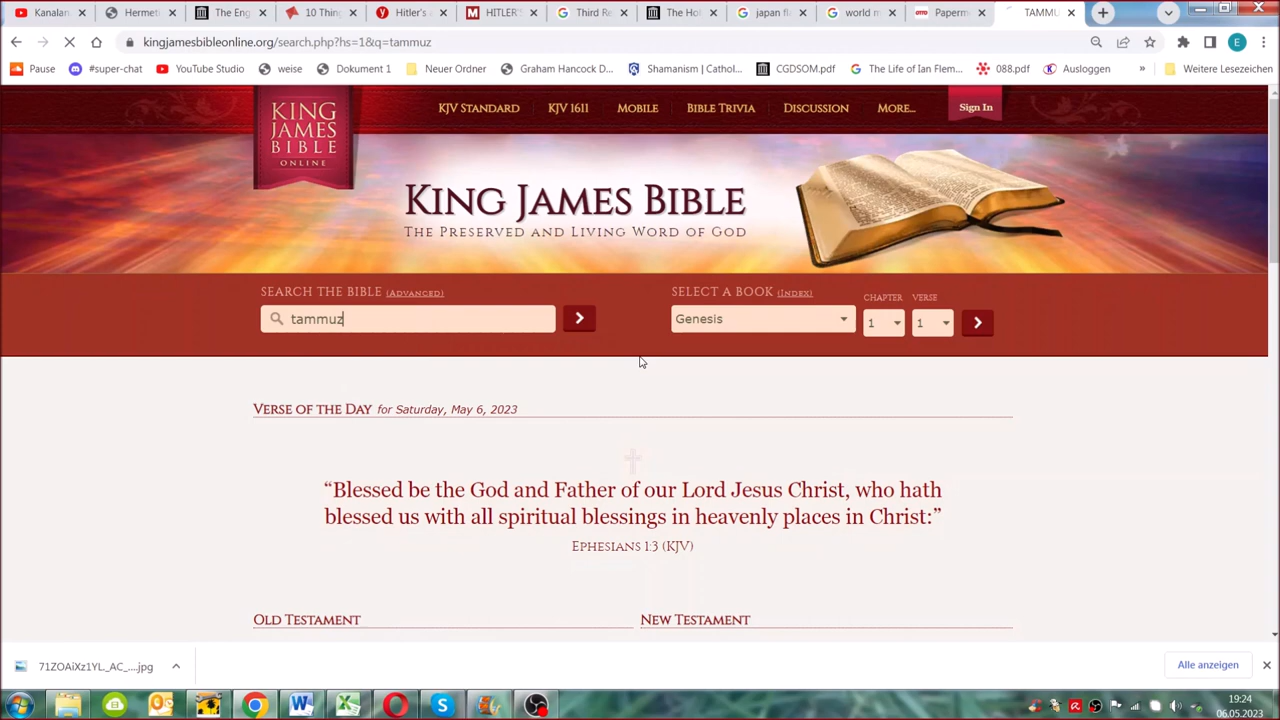 Kanalan
Hermeti
The Eng
10 Thing
Hitler's e
HITLER'S
Third Re
The Hol
japan fl
world m
Paperm
TAMMU
kingjamesbibleonline.org/search.php?hs=1&q=tammuz
E
Pause
#super-chat
YouTube Studio
weise
Dokument 1
Neuer Ordner
Graham Hancock D...
Shamanism | Cathol...
CGDSOM.pdf
The Life of Ian Flem...
088.pdf
Ausloggen
»
Weitere Lesezeichen
KING
JAMES
BIBLE
ONLINE
KJV STANDARD
KJV 1611
MOBILE
BIBLE TRIVIA
DISCUSSION
MORE...
Sign In
KING JAMES BIBLE
THE PRESERVED AND LIVING WORD OF GOD
SEARCH THE BIBLE (ADVANCED)
SELECT A BOOK (INDEX)
CHAPTER
VERSE
tammuz
Genesis
1
1
VERSE OF THE DAY for Saturday, May 6, 2023
“Blessed be the God and Father of our Lord Jesus Christ, who hath
blessed us with all spiritual blessings in heavenly places in Christ:”
EPHESIANS 1:3 (KJV)
OLD TESTAMENT
NEW TESTAMENT
71ZOAiXz1YL._AC_....jpg
Alle anzeigen
19:24
06.05.2023